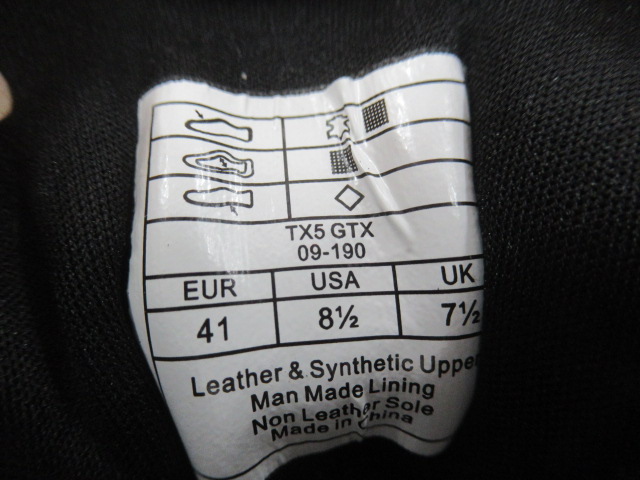 TX5 GTX
09-190
EUR USA UK
41 8½ 7½
Leather & Synthetic Upper
Man Made Lining
Non Leather Sole
Made in China